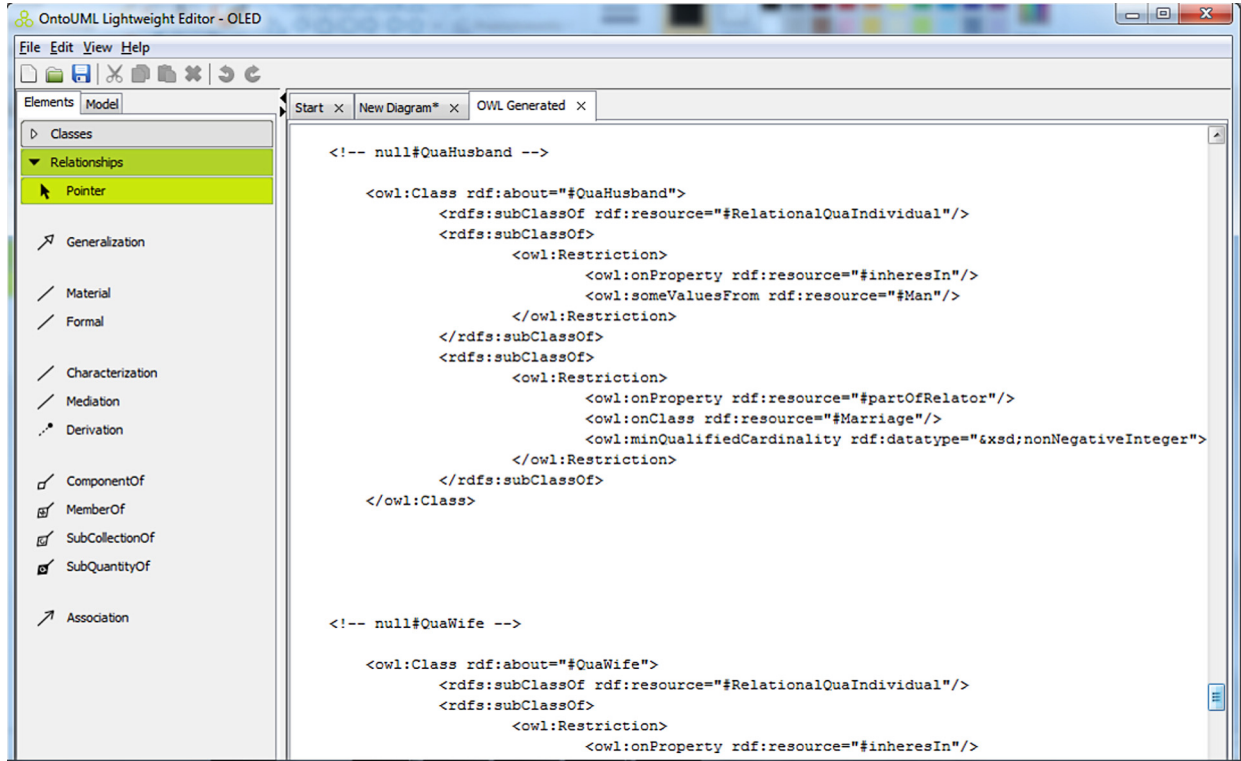 OntoUML Lightweight Editor - OLED
File Edit View Help
Elements Model
Start New Diagram* OWL Generated
Classes
Relationships
Pointer
Generalization
Material
Formal
Characterization
Mediation
Derivation
ComponentOf
MemberOf
SubCollectionOf
SubQuantityOf
Association
<!-- null#QuaHusband -->
<owl:Class rdf:about="#QuaHusband">
<rdfs:subClassOf rdf:resource="#RelationalQuaIndividual"/>
<rdfs:subClassOf>
<owl:Restriction>
<owl:onProperty rdf:resource="#inheresIn"/>
<owl:someValuesFrom rdf:resource="#Man"/>
</owl:Restriction>
</rdfs:subClassOf>
<rdfs:subClassOf>
<owl:Restriction>
<owl:onProperty rdf:resource="#partOfRelator"/>
<owl:onClass rdf:resource="#Marriage"/>
<owl:minQualifiedCardinality rdf:datatype="&xsd;nonNegativeInteger">
</owl:Restriction>
</rdfs:subClassOf>
</owl:Class>
<!-- null#QuaWife -->
<owl:Class rdf:about="#QuaWife">
<rdfs:subClassOf rdf:resource="#RelationalQuaIndividual"/>
<rdfs:subClassOf>
<owl:Restriction>
<owl:onProperty rdf:resource="#inheresIn"/>